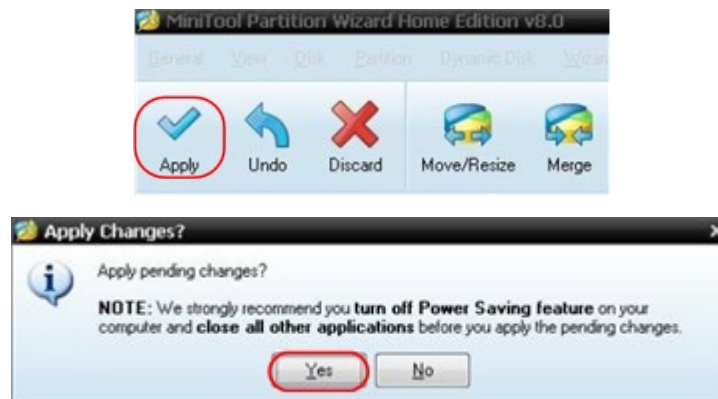 MiniTool Partition Wizard Home Edition v8.0
General View Disk Partition Dynamic Disk
Apply Undo Discard Move/Resize Merge
Apply Changes?
Apply pending changes?
NOTE: We strongly recommend you turn off Power Saving feature on your
computer and close all other applications before you apply the pending changes.
Yes No